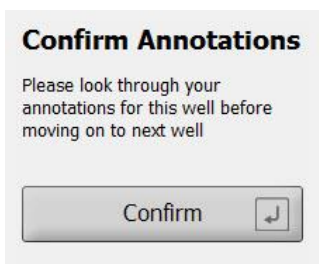 Confirm Annotations
Please look through your
annotations for this well before
moving on to next well
Confirm